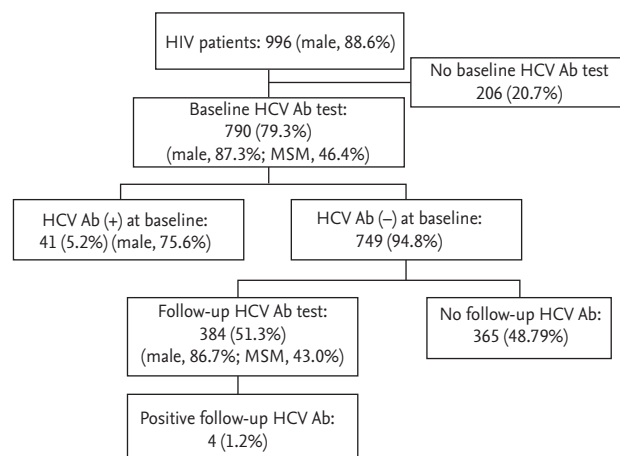 HIV patients: 996 (male, 88.6%)
No baseline HCV Ab test
206 (20.7%)
Baseline HCV Ab test:
790 (79.3%)
(male, 87.3%; MSM, 46.4%)
HCV Ab (+) at baseline:
41 (5.2%) (male, 75.6%)
HCV Ab (–) at baseline:
749 (94.8%)
Follow-up HCV Ab test:
384 (51.3%)
(male, 86.7%; MSM, 43.0%)
No follow-up HCV Ab:
365 (48.79%)
Positive follow-up HCV Ab:
4 (1.2%)